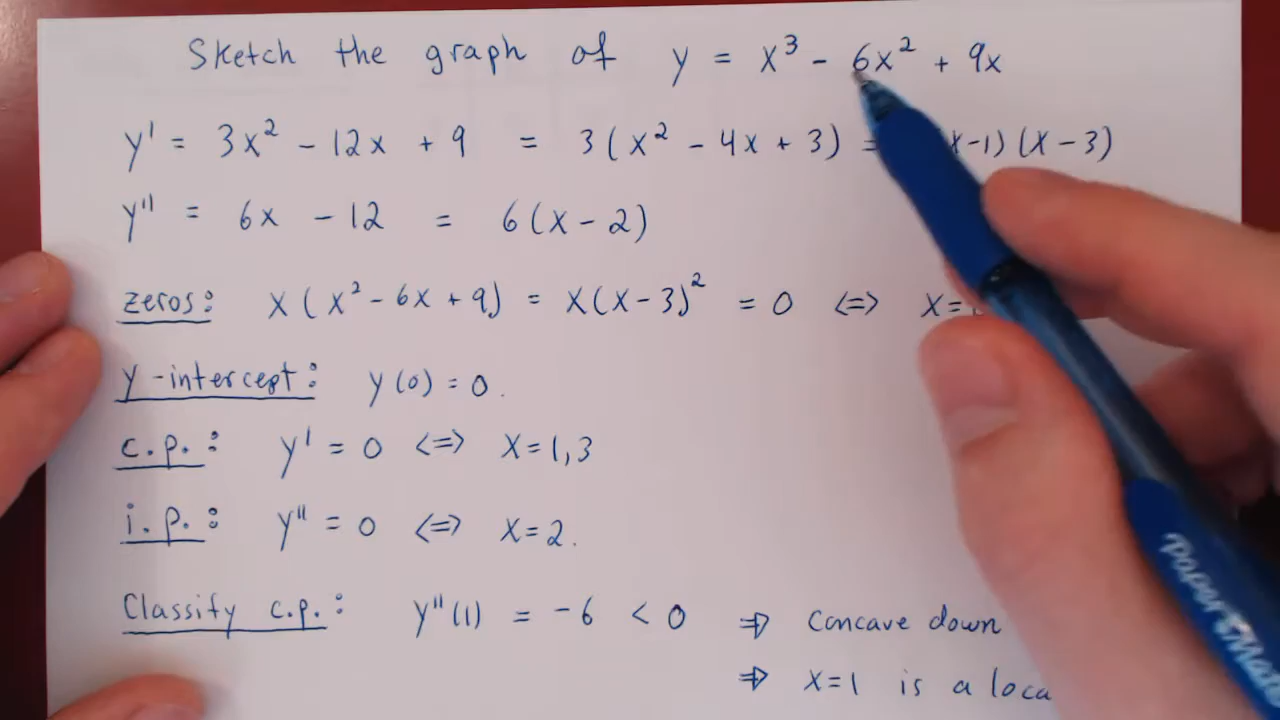 Sketch the graph of y = x³ - 6x² + 9x
y' = 3x² - 12x + 9 = 3(x² - 4x + 3) = x-1)(x-3)
y" = 6x - 12 = 6(x-2)
zeros: x(x² - 6x + 9) = x(x-3)² = 0 <=> x=
y-intercept: y(0) = 0.
c.p.: y' = 0 <=> x=1,3
i.p.: y" = 0 <=> x=2.
Classify c.p.: y"(1) = -6 < 0 => Concave down
=> x=1 is a loca
PaperMate